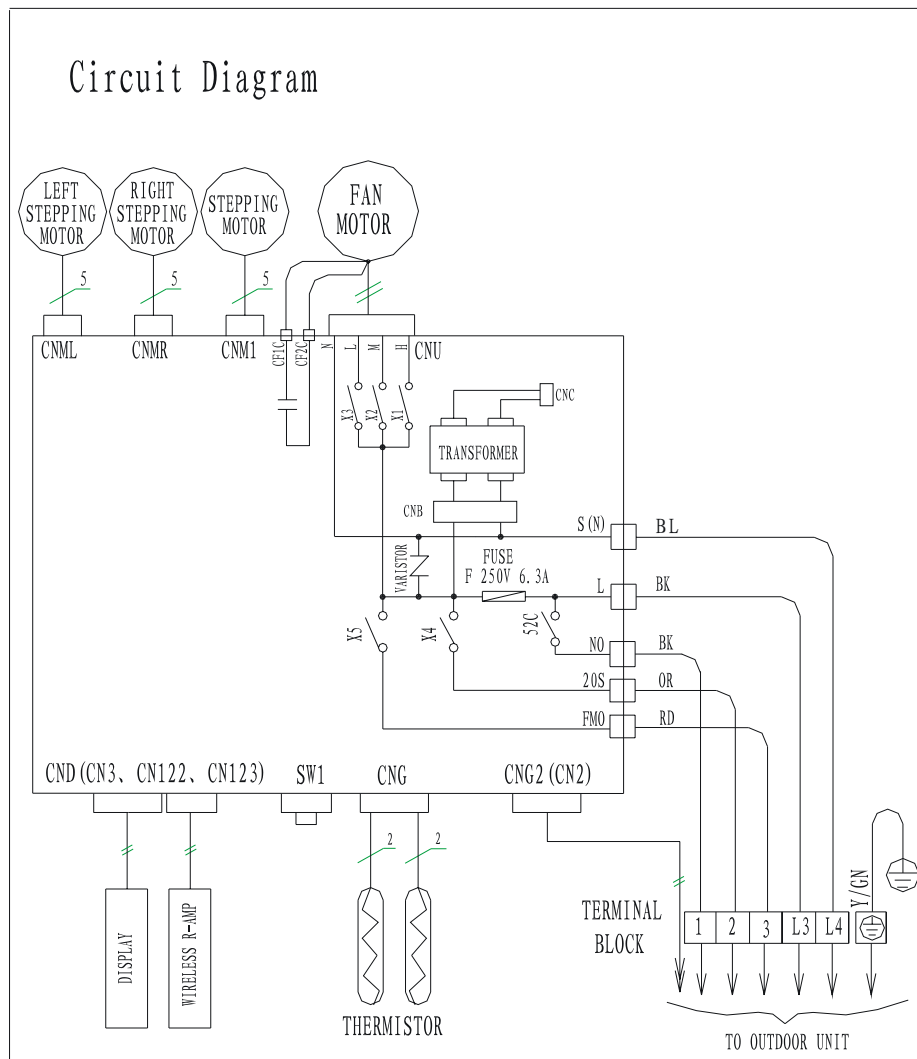 Circuit Diagram
LEFT
STEPPING
MOTOR
RIGHT
STEPPING
MOTOR
STEPPING
MOTOR
FAN
MOTOR
5
5
5
CNML
CNMR
CNM1
CF1C
CF2C
N
L
M
H
CNU
X3
X2
X1
CNC
TRANSFORMER
CNB
S(N)
BL
VARISTOR
FUSE
F 250V 6.3A
L
BK
X5
X4
52C
NO
BK
20S
OR
FMO
RD
CND(CN3、CN122、CN123)
SW1
CNG
CNG2(CN2)
2
2
DISPLAY
WIRELESS R-AMP
THERMISTOR
TERMINAL
BLOCK
1
2
3
L3
L4
Y/GN
TO OUTDOOR UNIT